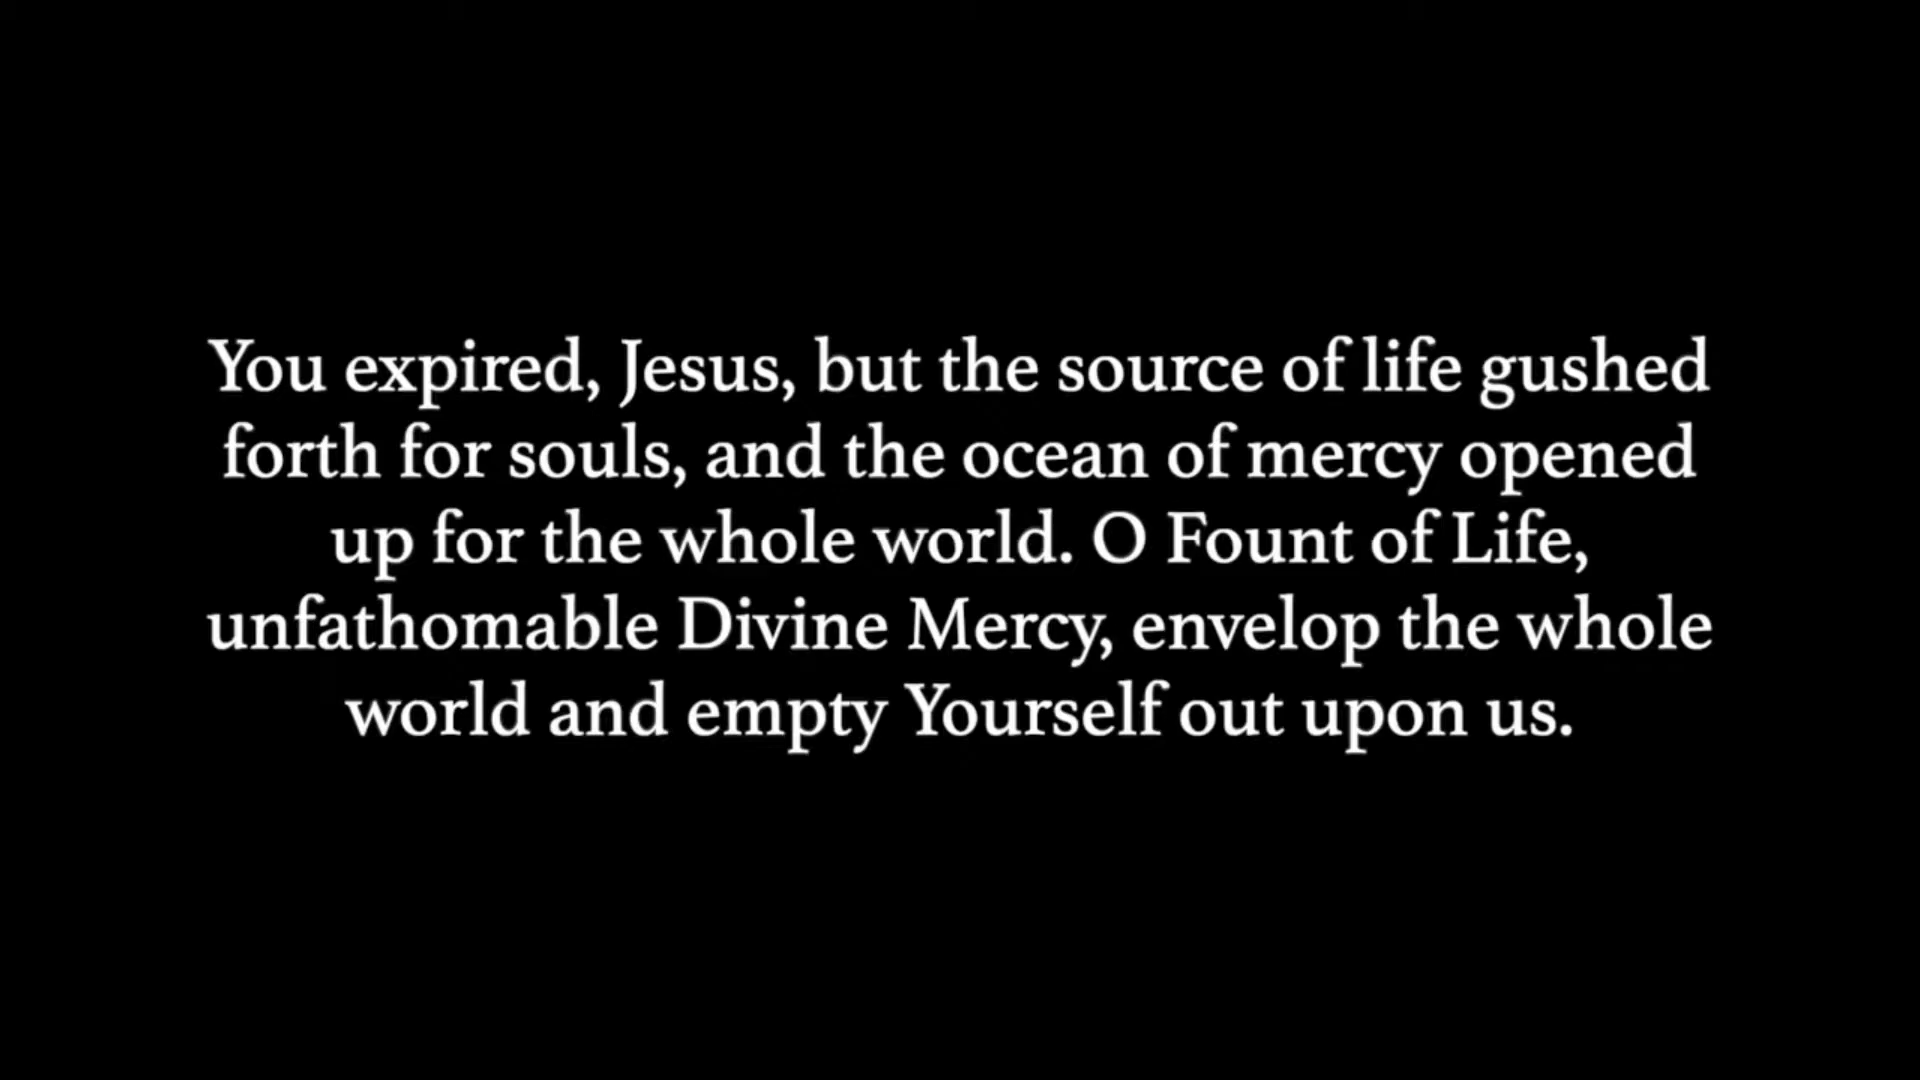 You expired, Jesus, but the source of life gushed
forth for souls, and the ocean of mercy opened
up for the whole world. O Fount of Life,
unfathomable Divine Mercy, envelop the whole
world and empty Yourself out upon us.